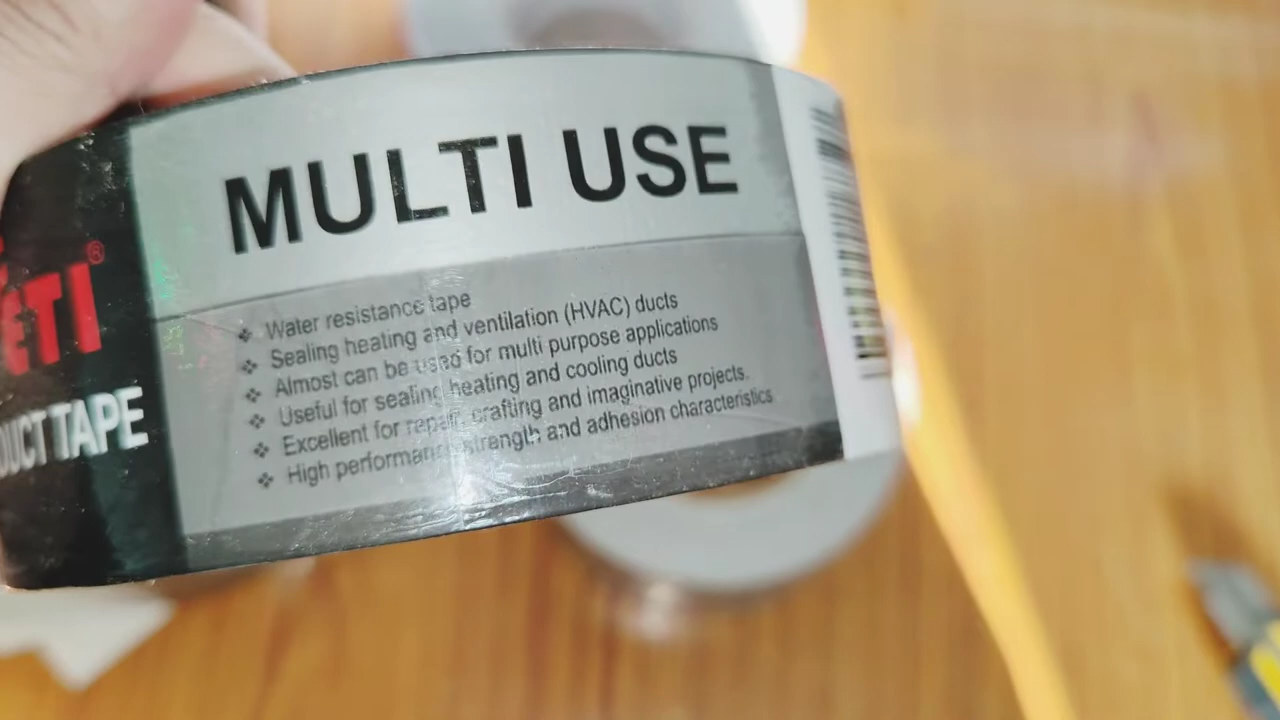 MULTI USE
❖ Water resistance tape
❖ Sealing heating and ventilation (HVAC) ducts
❖ Almost can be used for multi purpose applications
❖ Useful for sealing heating and cooling ducts
❖ Excellent for repair, crafting and imaginative projects.
❖ High performance strength and adhesion characteristics
ETI®
DUCT TAPE